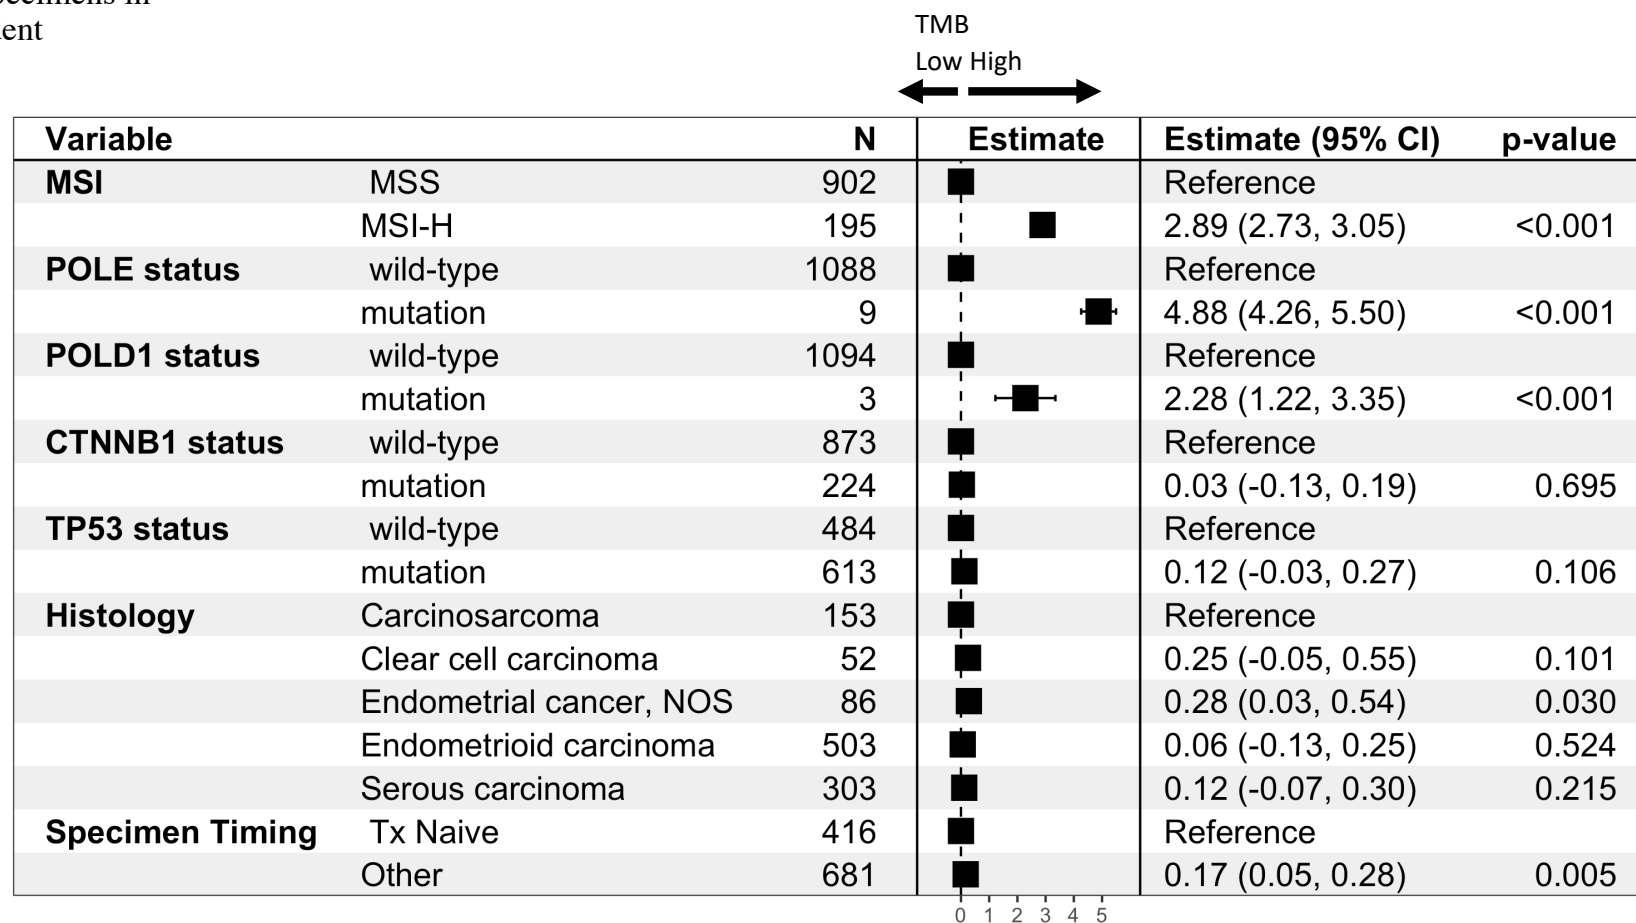 ent
TMB
Low High
Variable N Estimate Estimate (95% CI) p-value
MSI MSS 902 Reference
MSI-H 195 2.89 (2.73, 3.05) <0.001
POLE status wild-type 1088 Reference
mutation 9 4.88 (4.26, 5.50) <0.001
POLD1 status wild-type 1094 Reference
mutation 3 2.28 (1.22, 3.35) <0.001
CTNNB1 status wild-type 873 Reference
mutation 224 0.03 (-0.13, 0.19) 0.695
TP53 status wild-type 484 Reference
mutation 613 0.12 (-0.03, 0.27) 0.106
Histology Carcinosarcoma 153 Reference
Clear cell carcinoma 52 0.25 (-0.05, 0.55) 0.101
Endometrial cancer, NOS 86 0.28 (0.03, 0.54) 0.030
Endometrioid carcinoma 503 0.06 (-0.13, 0.25) 0.524
Serous carcinoma 303 0.12 (-0.07, 0.30) 0.215
Specimen Timing Tx Naive 416 Reference
Other 681 0.17 (0.05, 0.28) 0.005
0 1 2 3 4 5